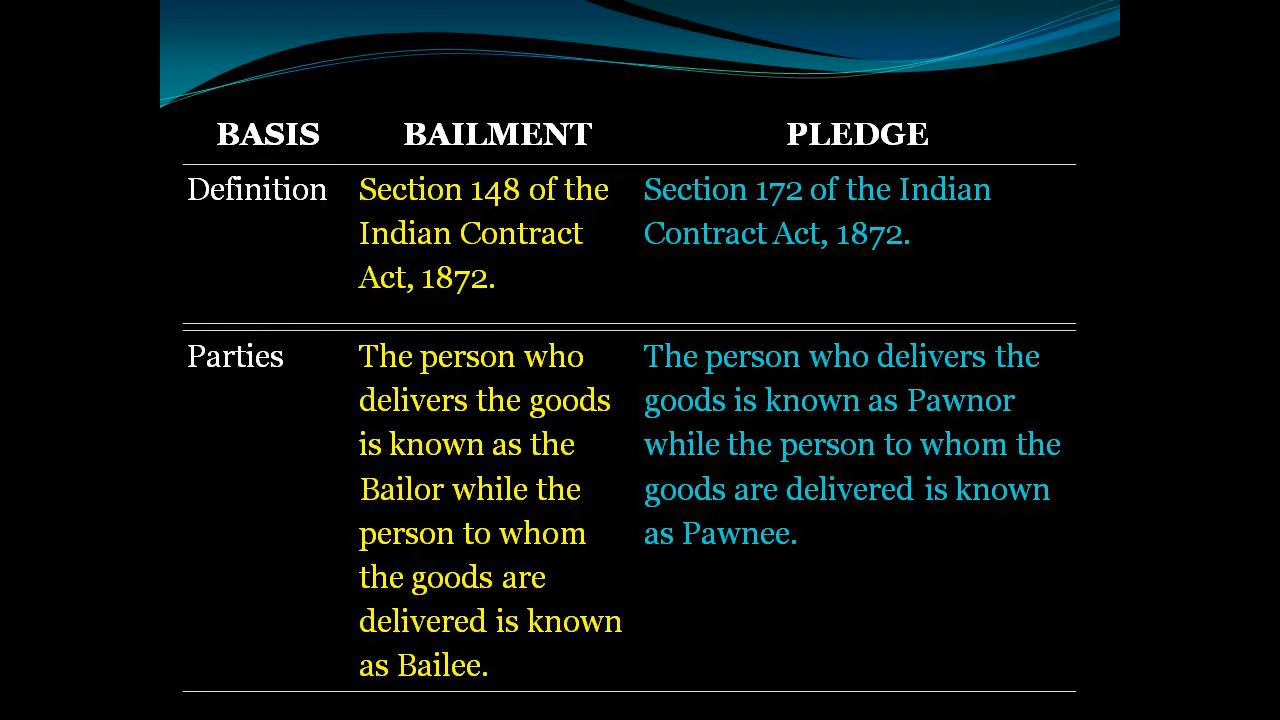 BASIS BAILMENT PLEDGE
Definition
Section 148 of the
Indian Contract
Act, 1872.
Section 172 of the Indian
Contract Act, 1872.
Parties
The person who
delivers the goods
is known as the
Bailor while the
person to whom
the goods are
delivered is known
as Bailee.
The person who delivers the
goods is known as Pawnor
while the person to whom the
goods are delivered is known
as Pawnee.